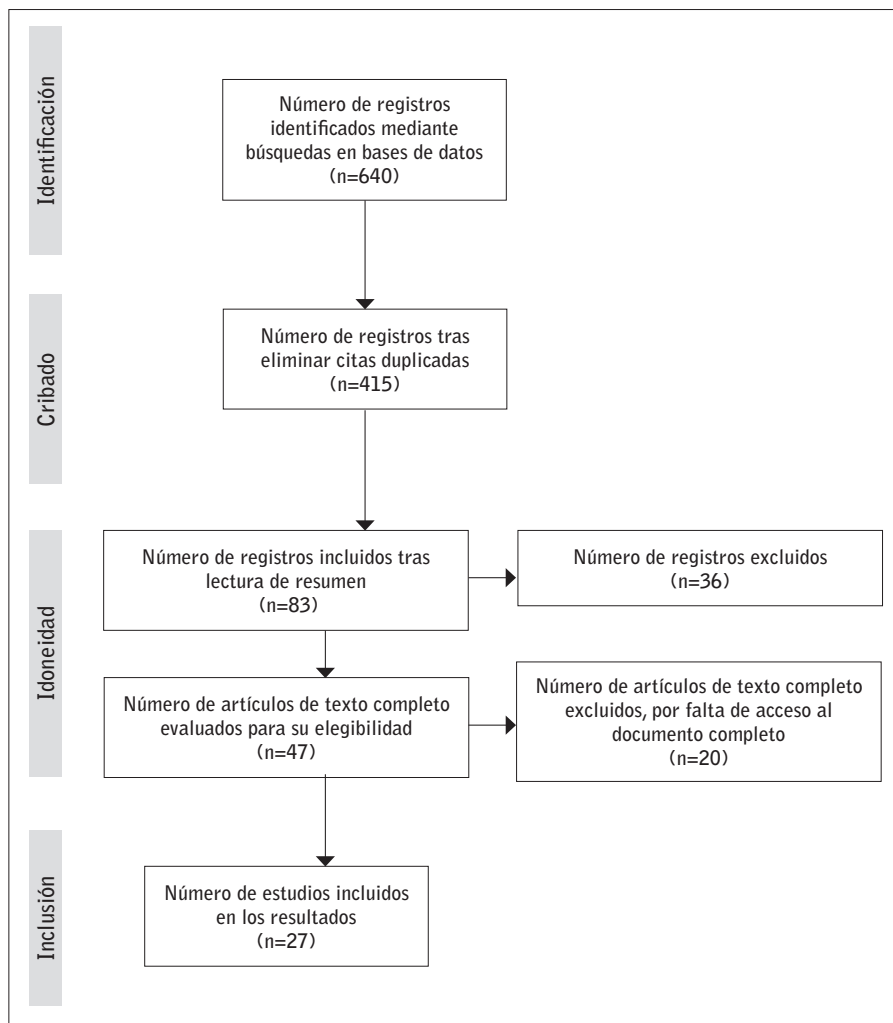 Identificación
Número de registros
identificados mediante
búsquedas en bases de datos
(n=640)
Cribado
Número de registros tras
eliminar citas duplicadas
(n=415)
Idoneidad
Número de registros incluidos tras
lectura de resumen
(n=83)
Número de registros excluidos
(n=36)
Número de artículos de texto completo
evaluados para su elegibilidad
(n=47)
Número de artículos de texto completo
excluidos, por falta de acceso al
documento completo
(n=20)
Inclusión
Número de estudios incluidos
en los resultados
(n=27)